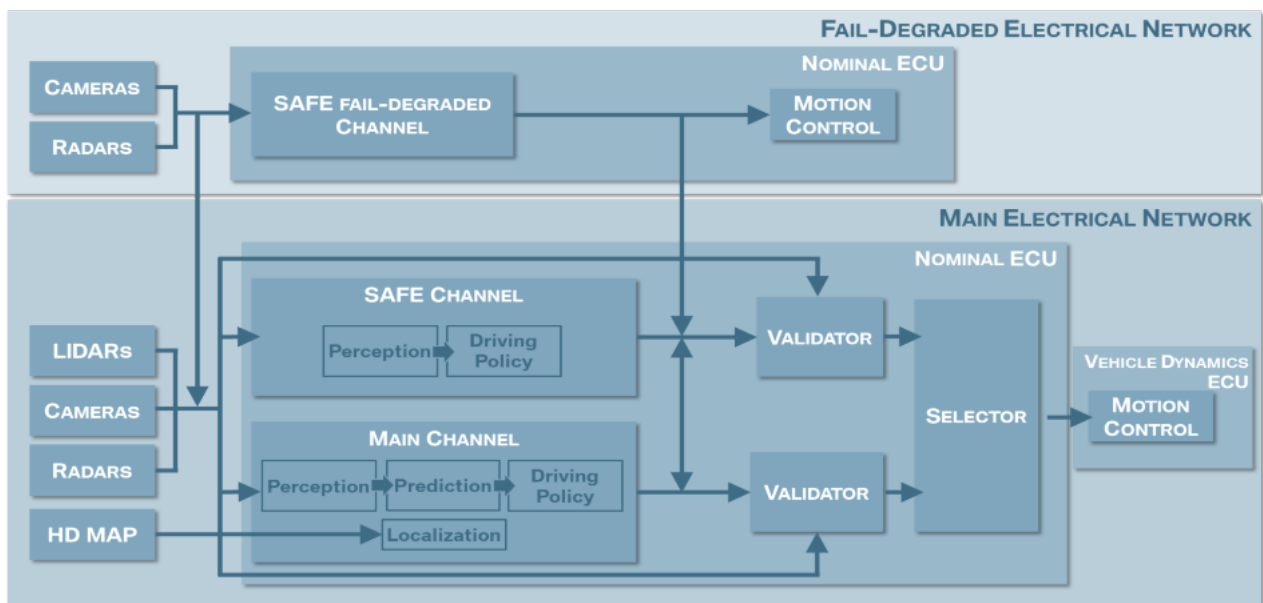 FAIL-DEGRADED ELECTRICAL NETWORK
NOMINAL ECU
CAMERAS
RADARS
SAFE FAIL-DEGRADED
CHANNEL
MOTION
CONTROL
MAIN ELECTRICAL NETWORK
NOMINAL ECU
LIDARs
CAMERAS
RADARS
HD MAP
SAFE CHANNEL
Perception
Driving
Policy
MAIN CHANNEL
Perception
Prediction
Driving
Policy
Localization
VALIDATOR
VALIDATOR
SELECTOR
VEHICLE DYNAMICS
ECU
MOTION
CONTROL